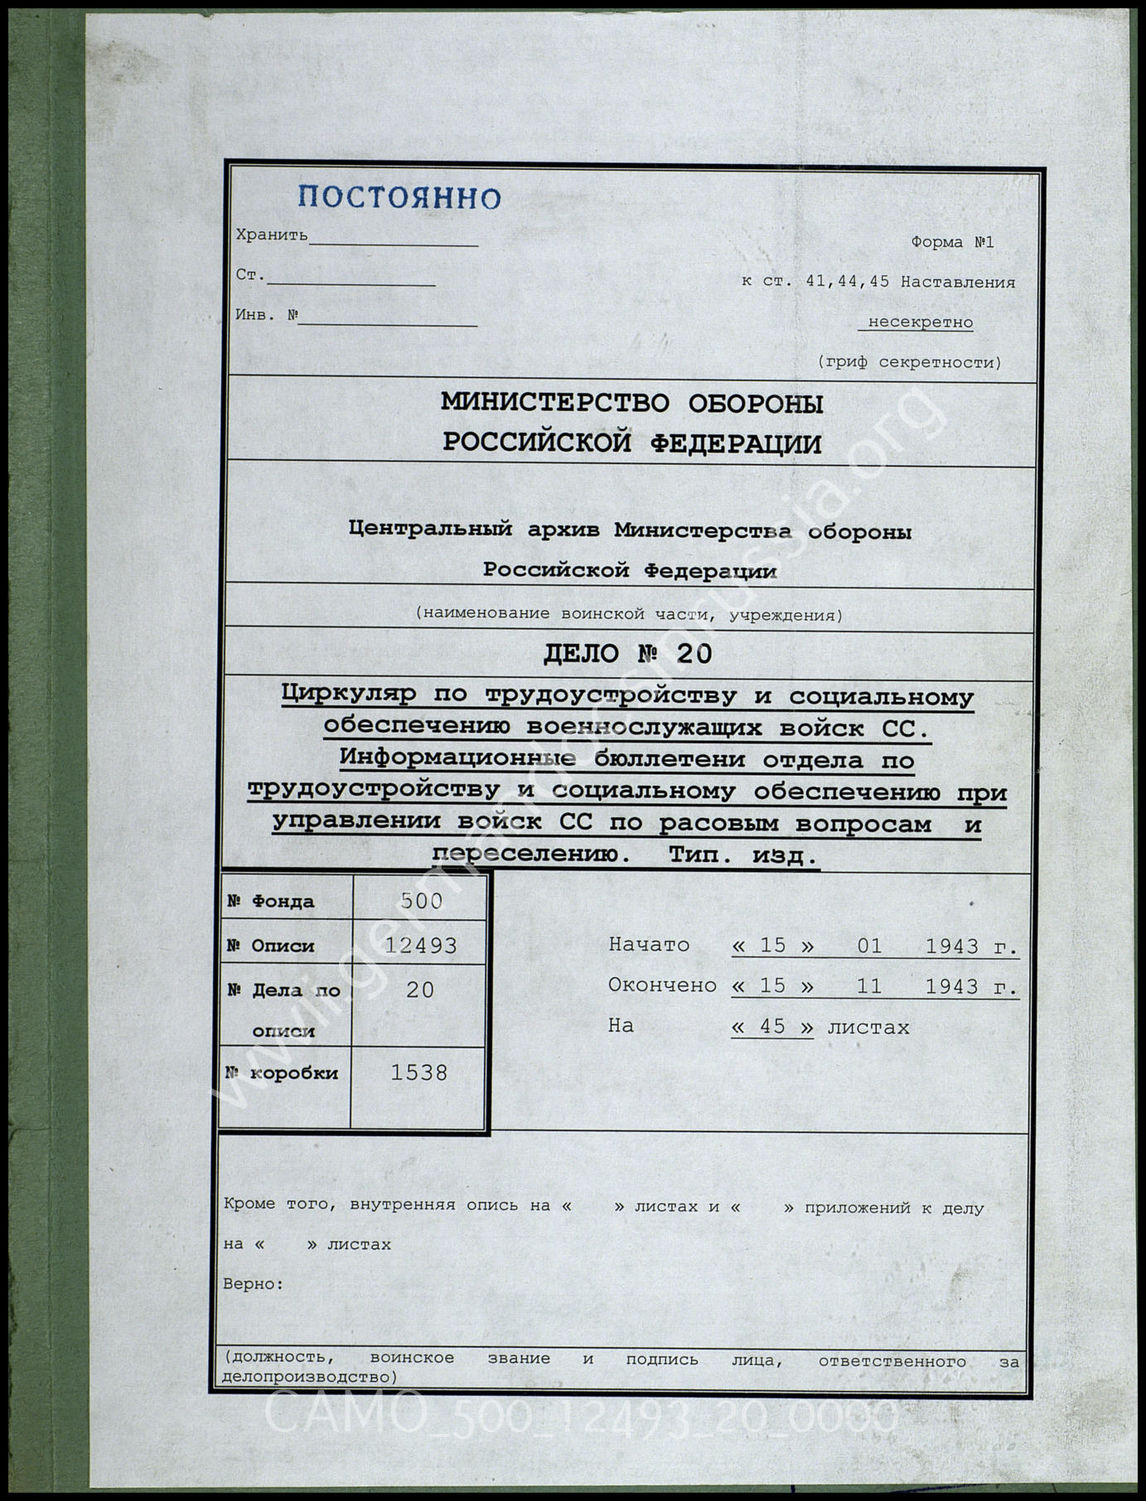 ПОСТОЯННО
Хранить
Форма №1
Ст.
к ст. 41,44,45 Наставления
Инв. №
несекретно
(гриф секретности)
МИНИСТЕРСТВО ОБОРОНЫ
РОССИЙСКОЙ ФЕДЕРАЦИИ
Центральный архив Министерства обороны
Российской Федерации
(наименование воинской части, учреждения)
ДЕЛО № 20
Циркуляр по трудоустройству и социальному
обеспечению военнослужащих войск СС.
Информационные бюллетени отдела по
трудоустройству и социальному обеспечению при
управлении войск СС по расовым вопросам и
переселению. Тип. изд.
№ Фонда 500
№ Описи 12493
№ Дела по 20
описи
№ коробки 1538
Начато « 15 » 01 1943 г.
Окончено « 15 » 11 1943 г.
На « 45 » листах
Кроме того, внутренняя опись на « » листах и « » приложений к делу
на « » листах
Верно:
(должность, воинское звание и подпись лица, ответственного за
делопроизводство)
www.germandocsinrussia.org
CAMO_500_12493_20_0000